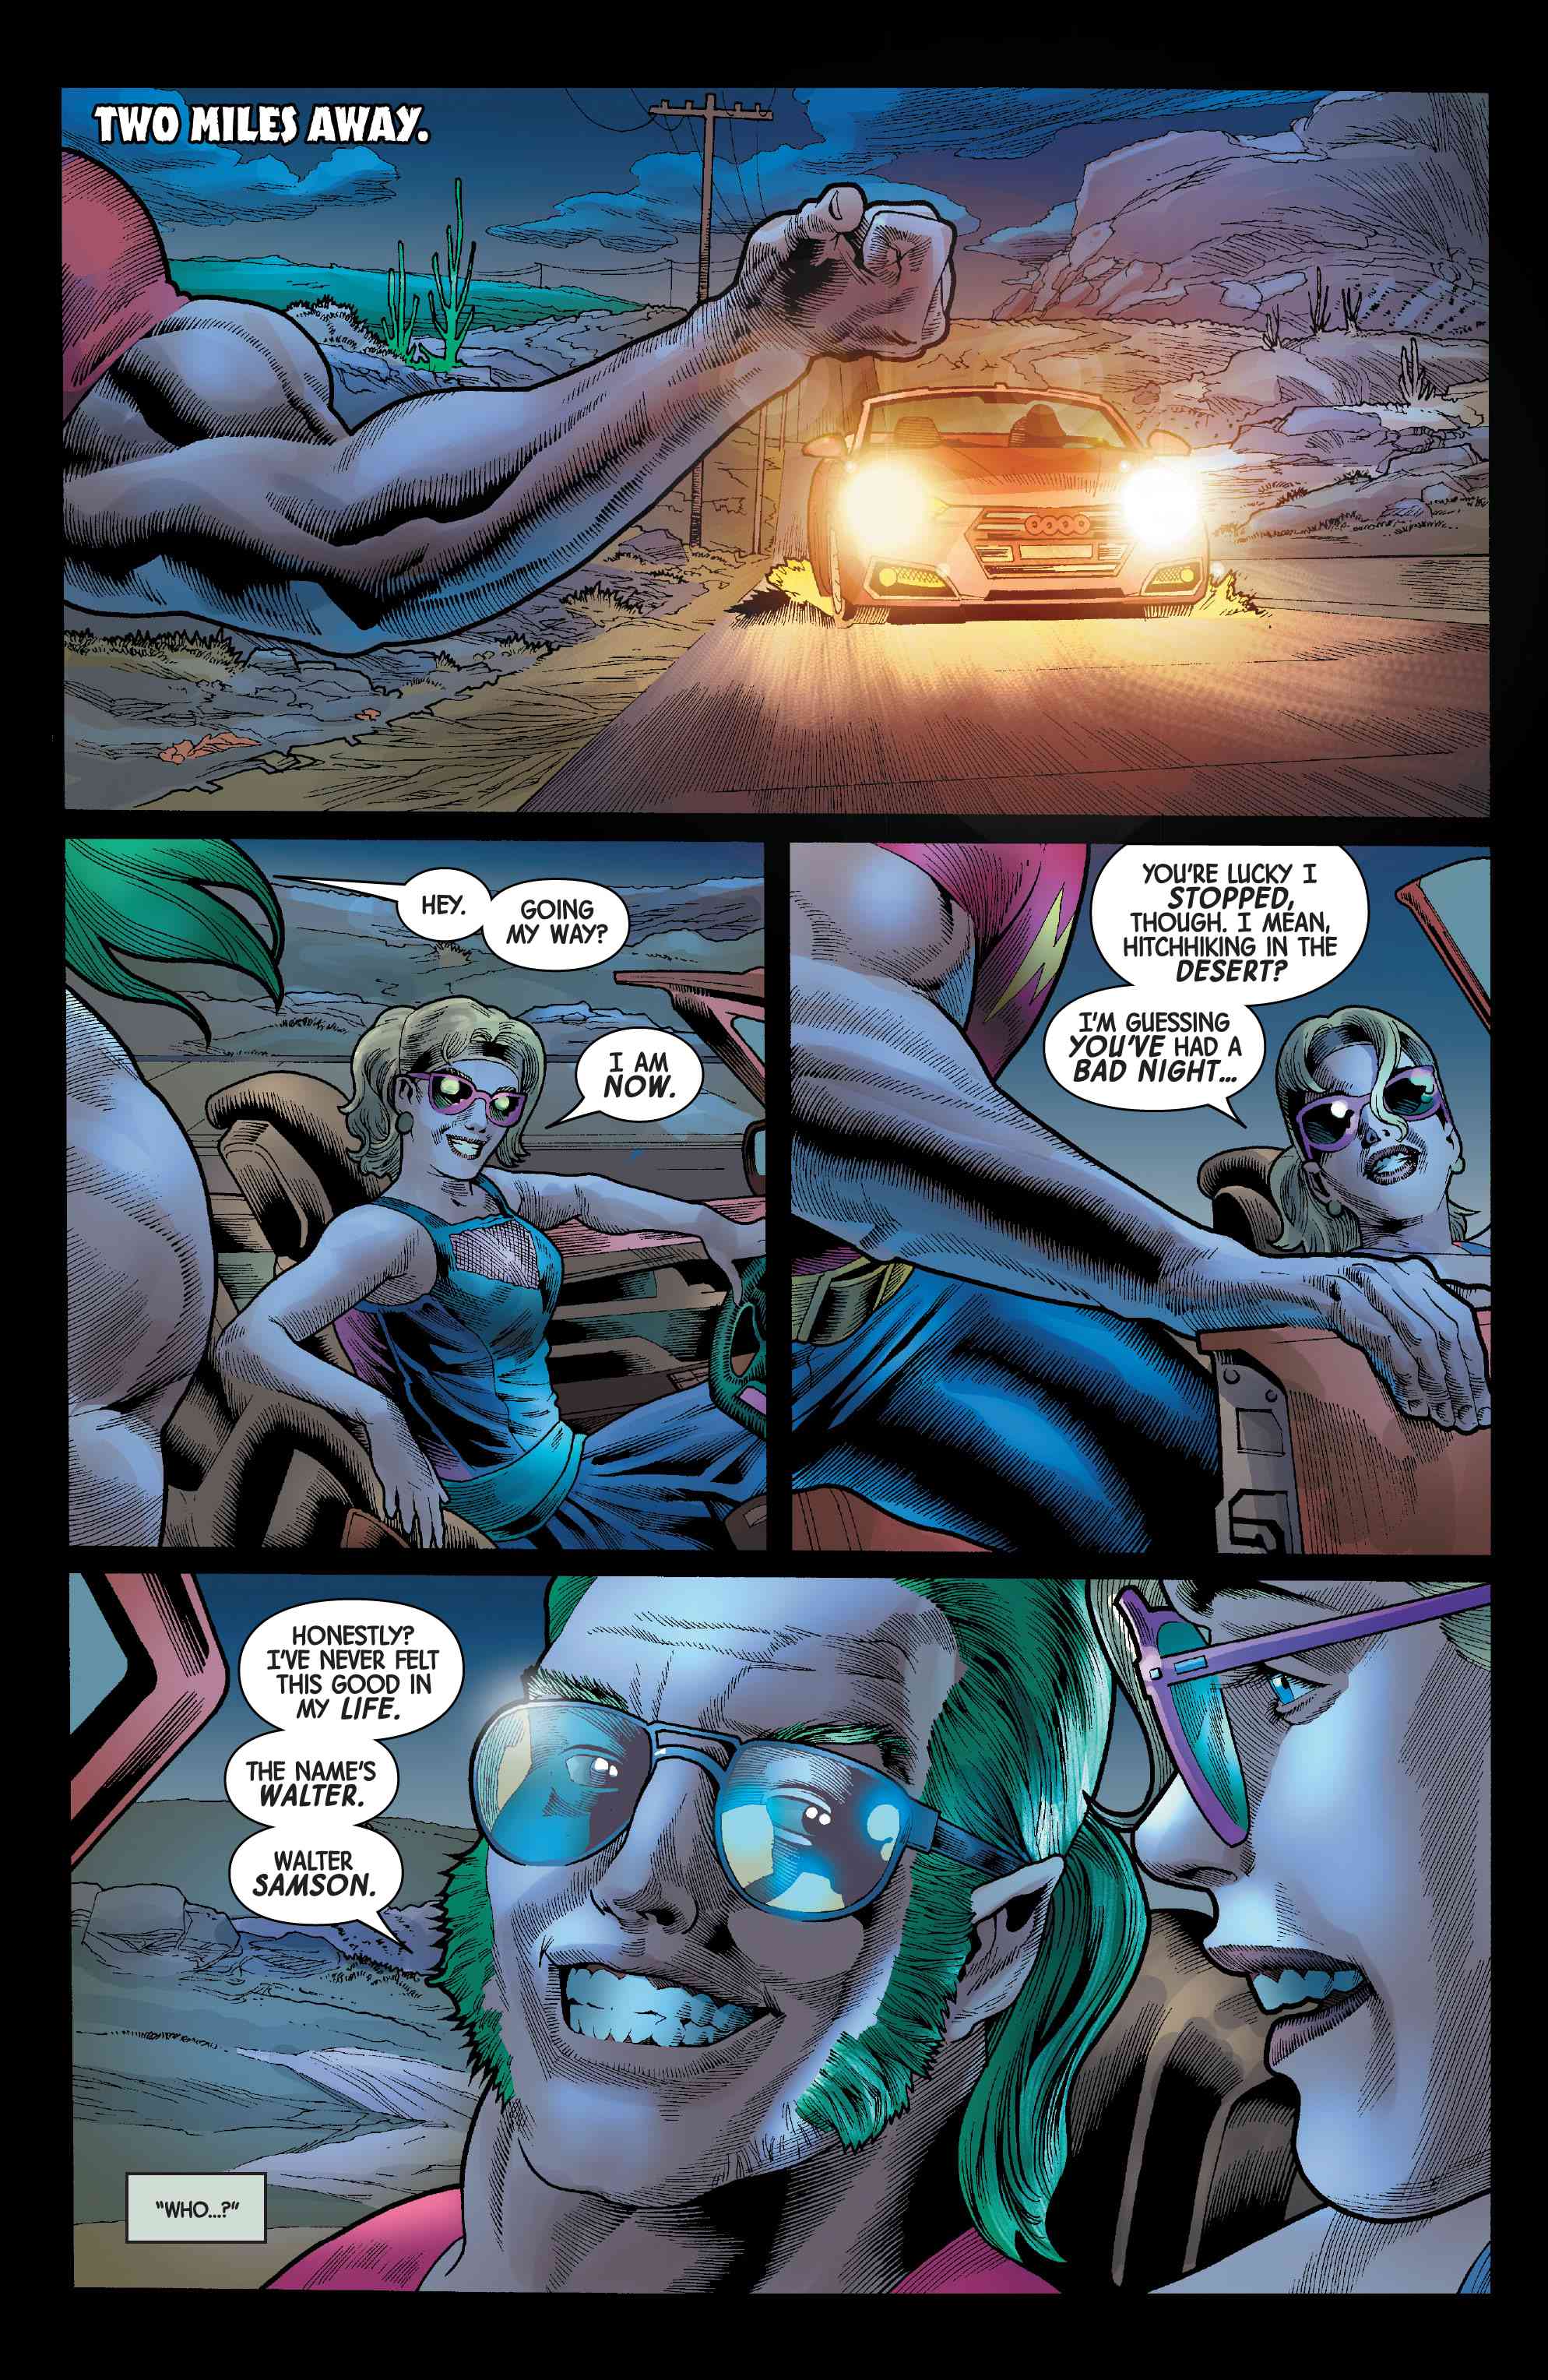 TWO MILES AWAY.
HEY.
GOING
MY WAY?
I AM
NOW.
YOU'RE LUCKY I
STOPPED,
THOUGH. I MEAN,
HITCHHIKING IN THE
DESERT?
I'M GUESSING
YOU'VE HAD A
BAD NIGHT...
HONESTLY?
I'VE NEVER FELT
THIS GOOD IN
MY LIFE.
THE NAME'S
WALTER.
WALTER
SAMSON.
"WHO...?"